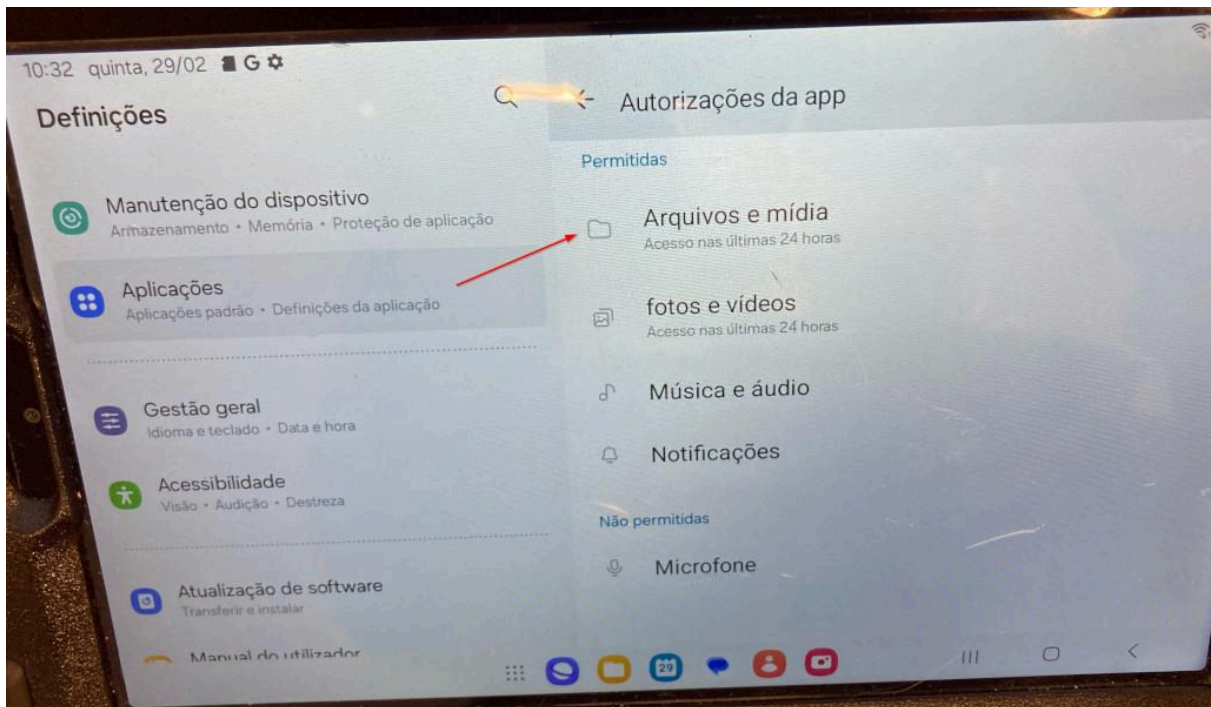 10:32 quinta, 29/02 G
Definições
Manutenção do dispositivo
Armazenamento • Memória • Proteção de aplicação
Aplicações
Aplicações padrão • Definições da aplicação
Gestão geral
Idioma e teclado • Data e hora
Acessibilidade
Visão • Audição • Destreza
Atualização de software
Transferir e instalar
Manual do utilizador
Autorizações da app
Permitidas
Arquivos e mídia
Acesso nas últimas 24 horas
fotos e vídeos
Acesso nas últimas 24 horas
Música e áudio
Notificações
Não permitidas
Microfone
29